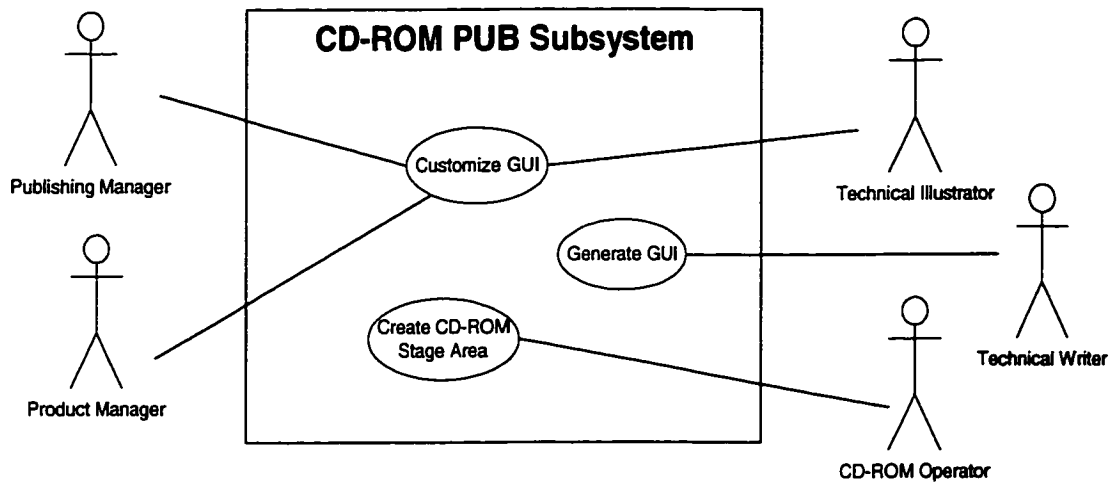 CD-ROM PUB Subsystem
Customize GUI
Publishing Manager
Technical Illustrator
Generate GUI
Create CD-ROM
Stage Area
Technical Writer
Product Manager
CD-ROM Operator